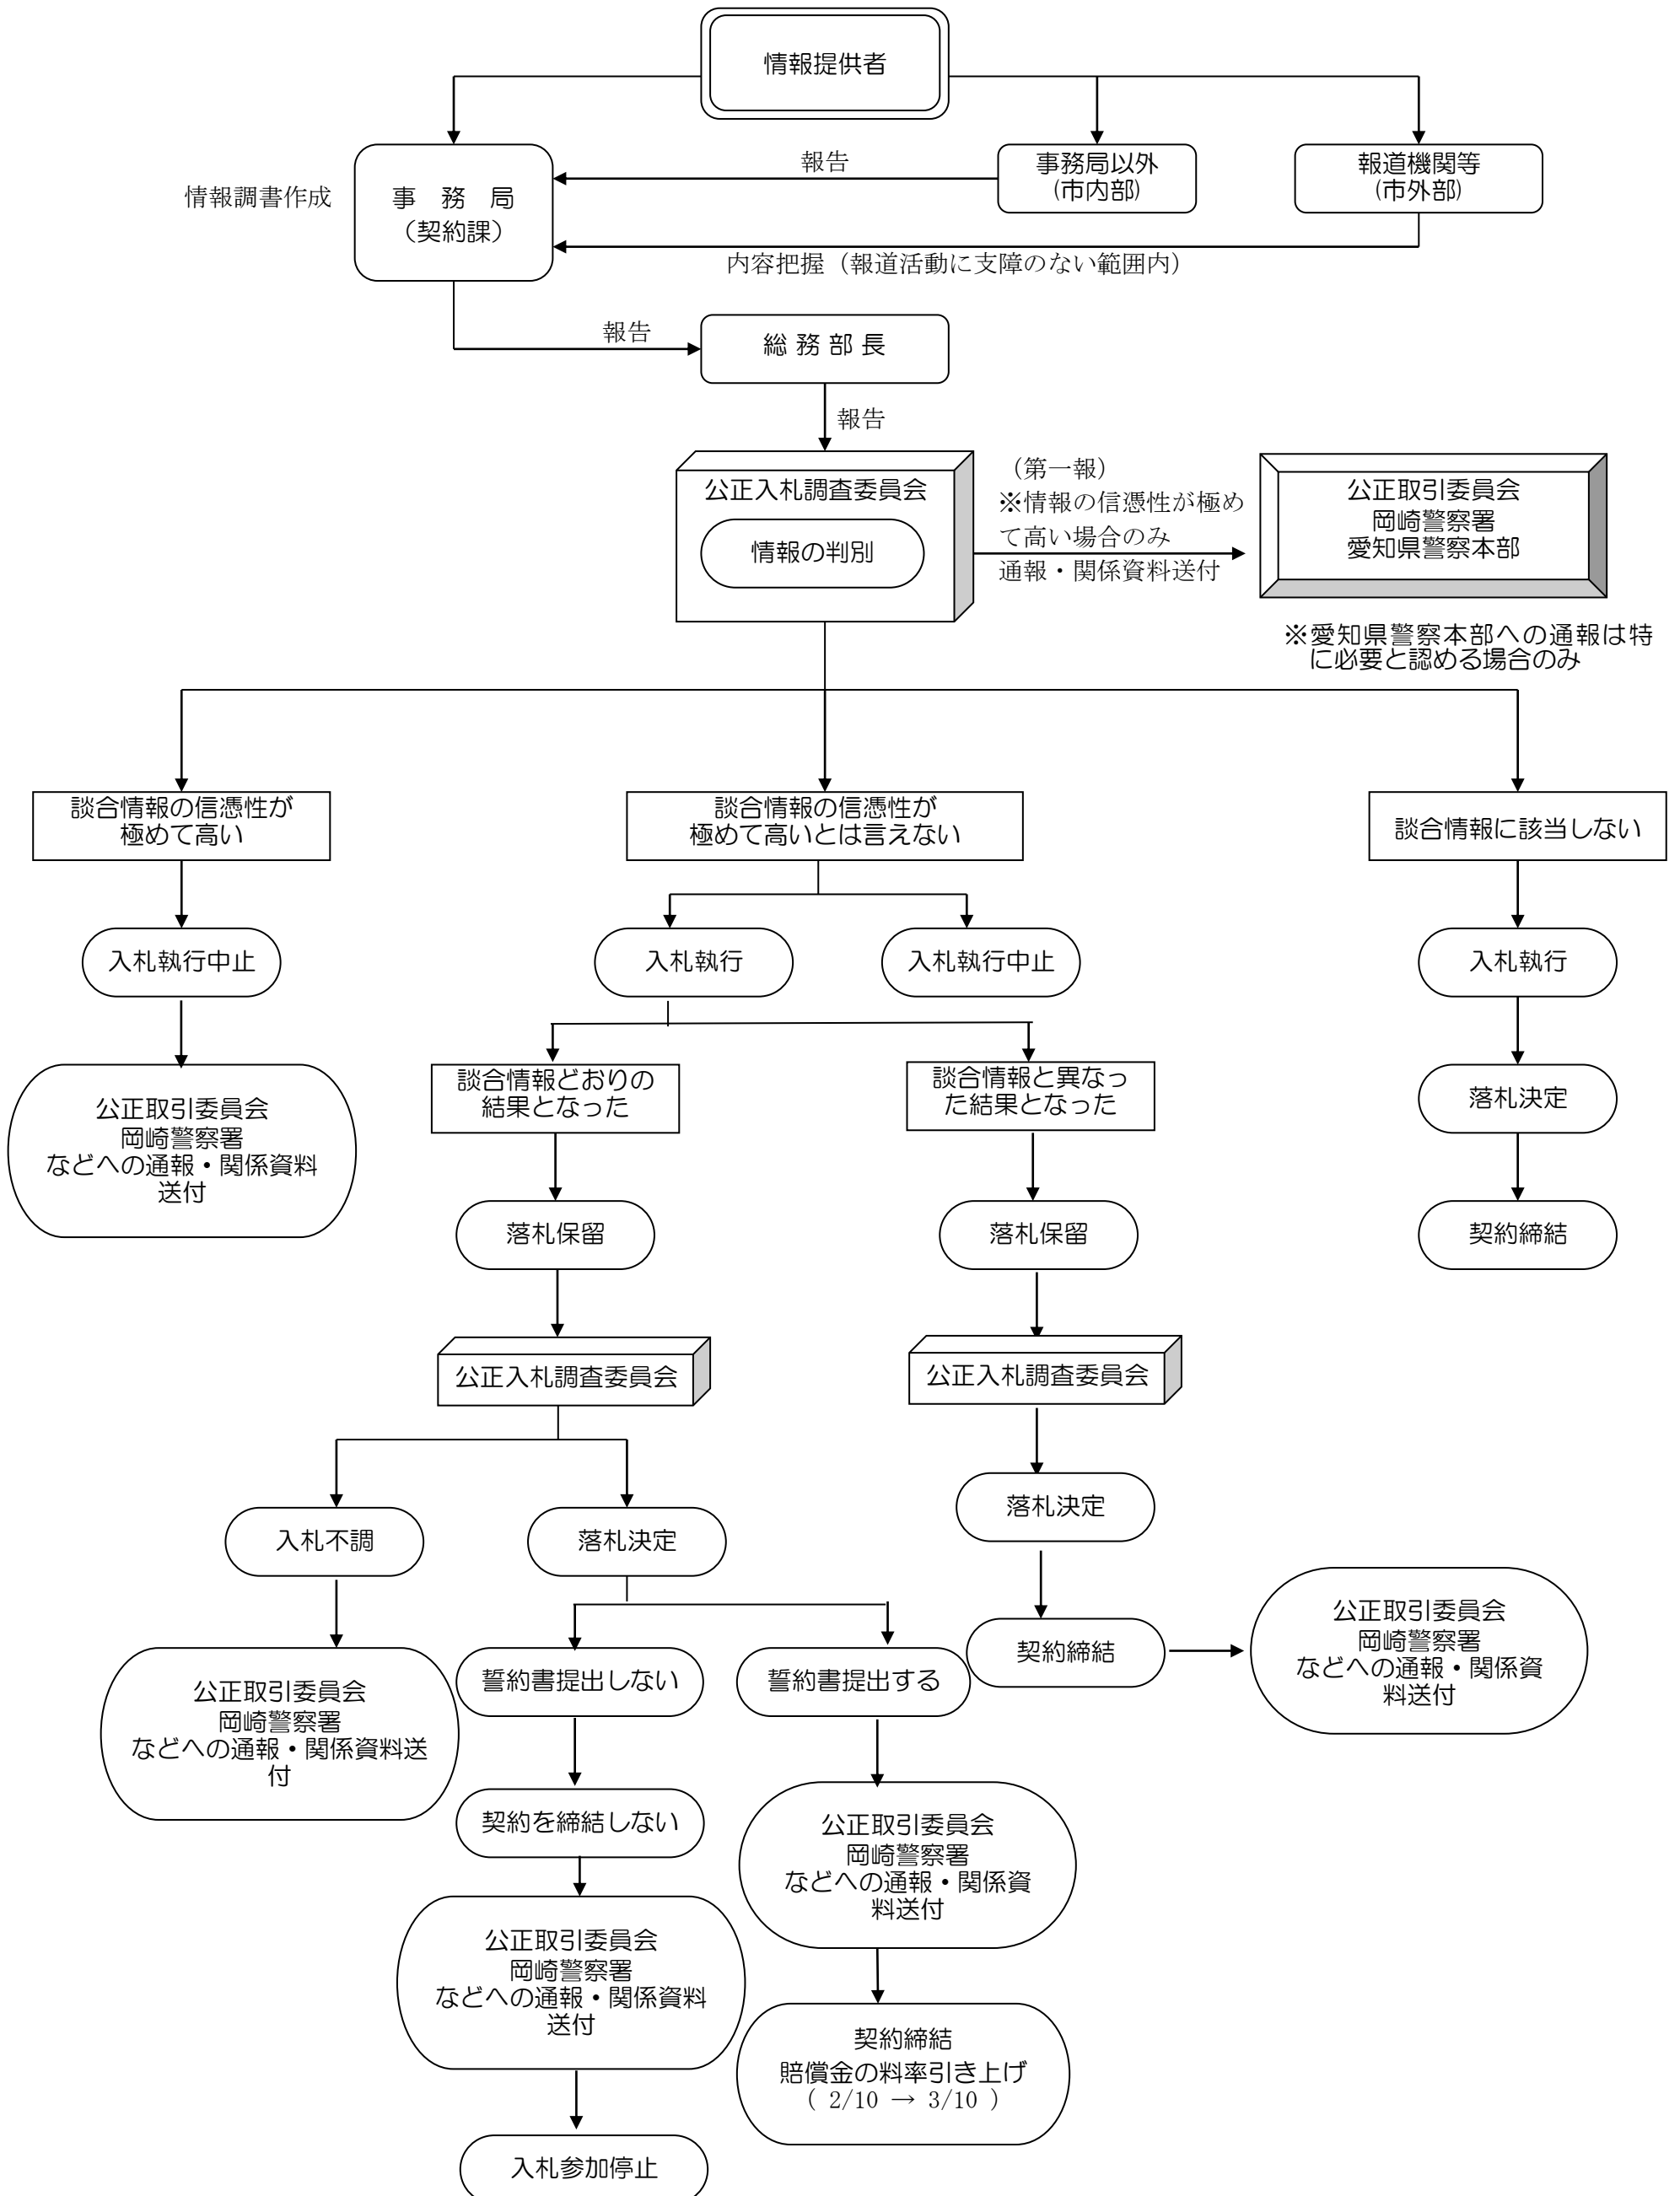 情報提供者
報告
事務局以外
(市内部)
報道機関等
(市外部)
情報調書作成
事　務　局
（契約課）
内容把握（報道活動に支障のない範囲内）
報告
総 務 部 長
報告
公正入札調査委員会
情報の判別
（第一報）
※情報の信憑性が極め
て高い場合のみ
通報・関係資料送付
公正取引委員会
岡崎警察署
愛知県警察本部
※愛知県警察本部への通報は特
に必要と認める場合のみ
談合情報の信憑性が
極めて高い
談合情報の信憑性が
極めて高いとは言えない
談合情報に該当しない
入札執行中止
入札執行
入札執行中止
入札執行
公正取引委員会
岡崎警察署
などへの通報・関係資料
送付
談合情報どおりの
結果となった
談合情報と異なっ
た結果となった
落札決定
落札保留
落札保留
契約締結
公正入札調査委員会
公正入札調査委員会
入札不調
落札決定
落札決定
公正取引委員会
岡崎警察署
などへの通報・関係資料送
付
誓約書提出しない
誓約書提出する
契約締結
公正取引委員会
岡崎警察署
などへの通報・関係資
料送付
契約を締結しない
公正取引委員会
岡崎警察署
などへの通報・関係資
料送付
公正取引委員会
岡崎警察署
などへの通報・関係資料
送付
契約締結
賠償金の料率引き上げ
（ 2/10 → 3/10 ）
入札参加停止